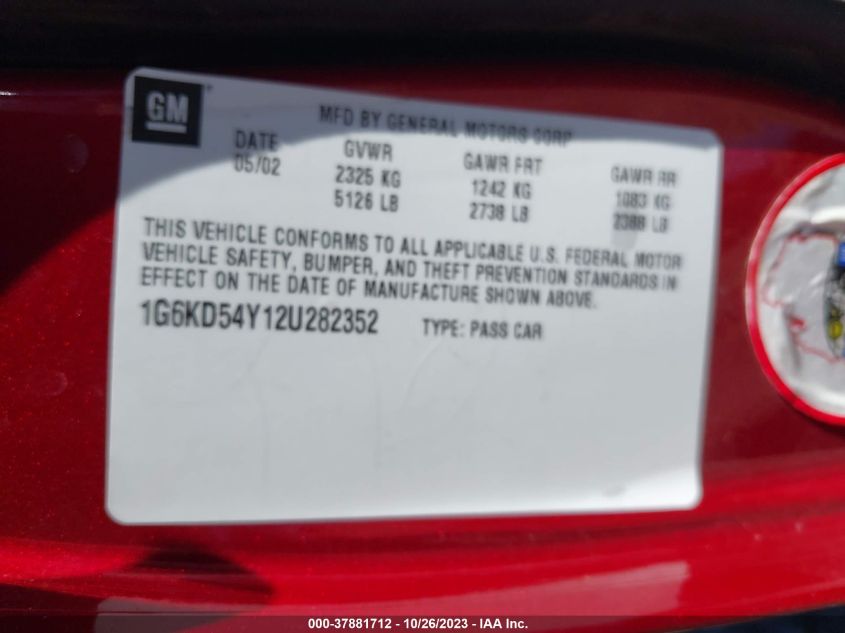 GM
MFD BY GENERAL MOTORS CORP
DATE GVWR GAWR FRT GAWR RR
05/02 2325 KG 1242 KG 1083 KG
5126 LB 2738 LB 2388 LB
THIS VEHICLE CONFORMS TO ALL APPLICABLE U.S. FEDERAL MOTOR
VEHICLE SAFETY, BUMPER, AND THEFT PREVENTION STANDARDS IN
EFFECT ON THE DATE OF MANUFACTURE SHOWN ABOVE.
1G6KD54Y12U282352 TYPE: PASS CAR
000-37881712 / 10/26/2023 - IAA Inc.